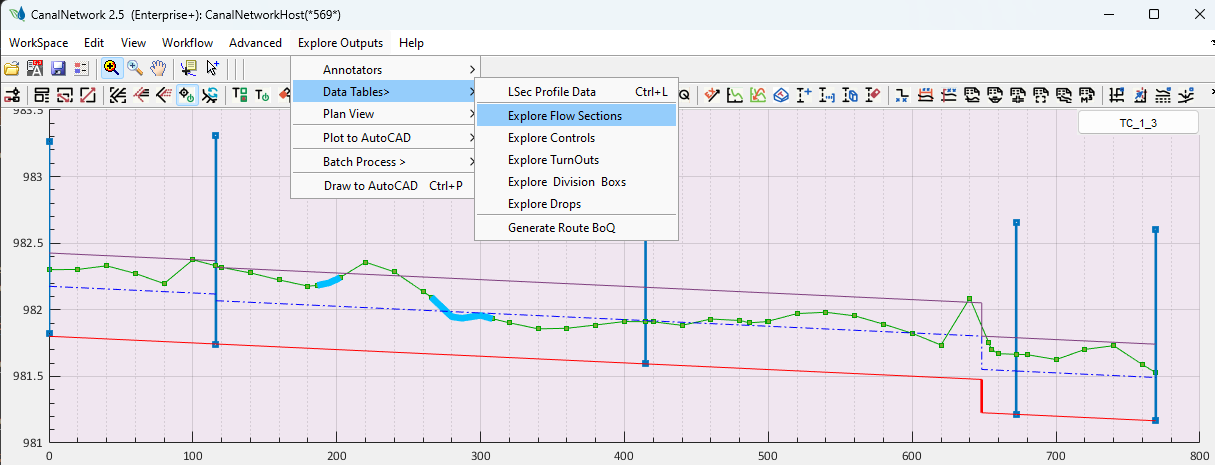 CanalNetwork 2.5 (Enterprise+): CanalNetworkHost(*569*)
WorkSpace Edit View Workflow Advanced Explore Outputs Help
Annotators
Data Tables>
Plan View
Plot to AutoCAD
Batch Process >
Draw to AutoCAD Ctrl+P
LSec Profile Data Ctrl+L
Explore Flow Sections
Explore Controls
Explore TurnOuts
Explore Division Boxs
Explore Drops
Generate Route BoQ
TC_1_3
983.5
983
982.5
982
981.5
981
0 100 200 300 400 500 600 700 800